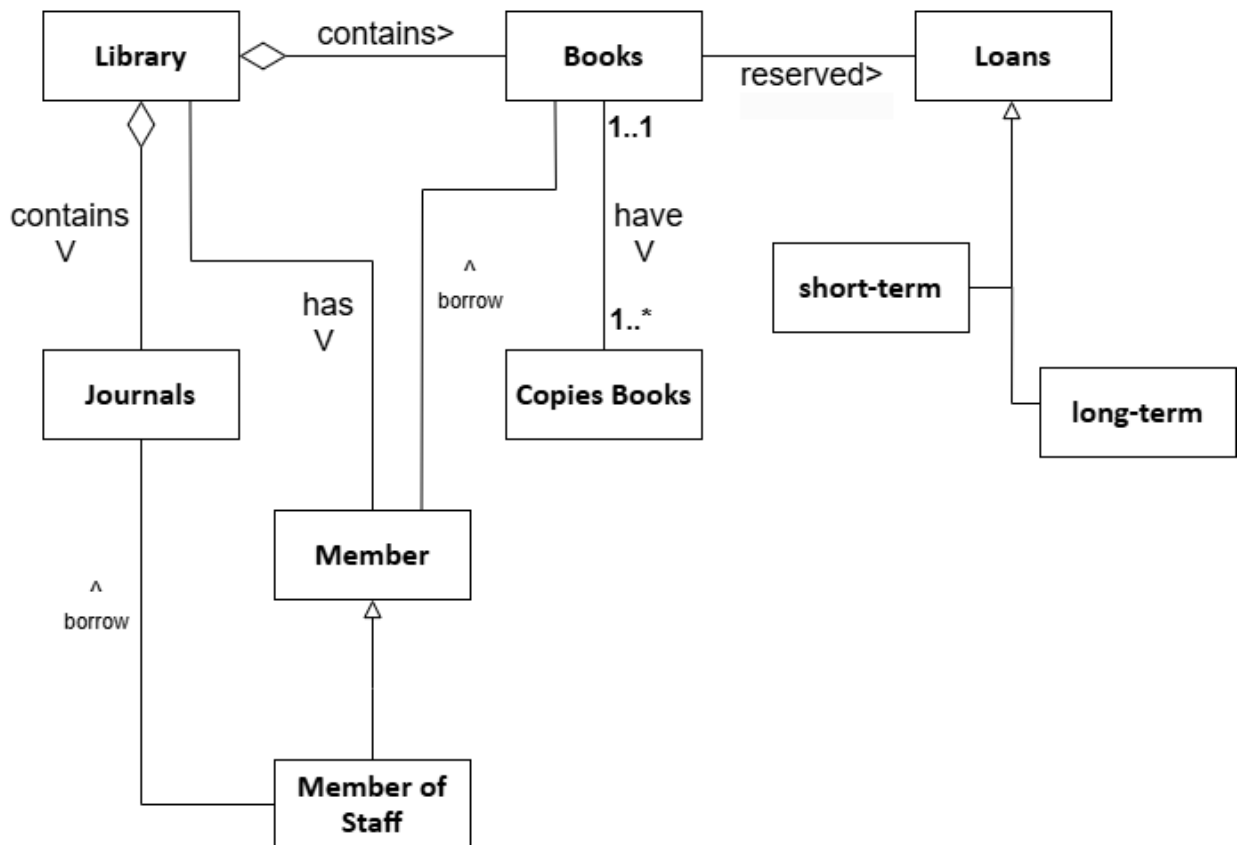 Library
contains>
Books
reserved>
Loans
1..1
contains
V
have
V
^
borrow
short-term
has
V
1..*
Journals
Copies Books
long-term
Member
^
borrow
Member of
Staff